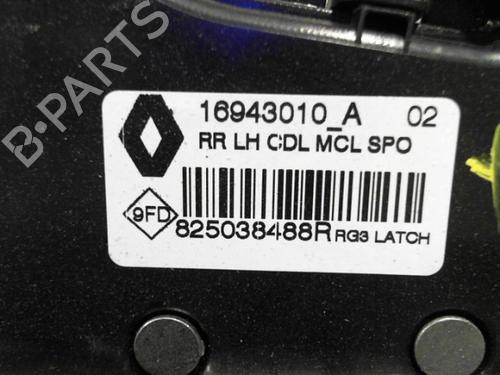 B-PARTS
16943010_A 02
RR LH CDL MCL SPO
9FD
825038488R RG3 LATCH